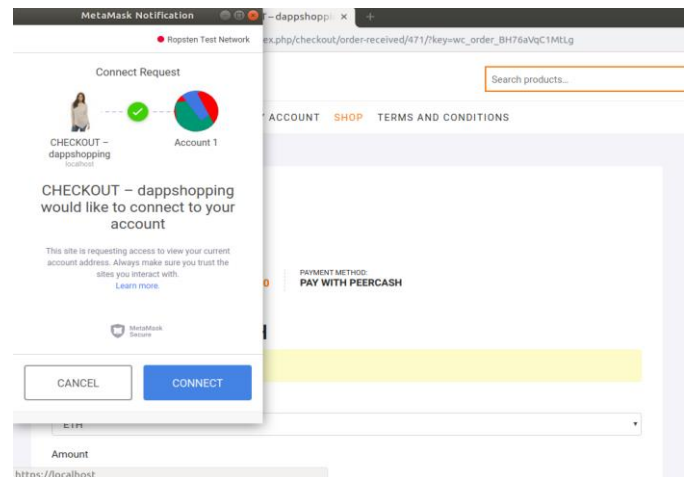 MetaMask Notification
– dappshoppi
Ropsten Test Network
ex.php/checkout/order-received/471/?key=wc_order_BH76aVqC1MtLg
Connect Request
Search products...
ACCOUNT SHOP TERMS AND CONDITIONS
CHECKOUT –
dappshopping
localhost
Account 1
CHECKOUT – dappshopping
would like to connect to your
account
This site is requesting access to view your current
account address. Always make sure you trust the
sites you interact with.
Learn more.
0
PAYMENT METHOD:
PAY WITH PEERCASH
MetaMask
Secure
CANCEL
CONNECT
ETH
Amount
https://localhost